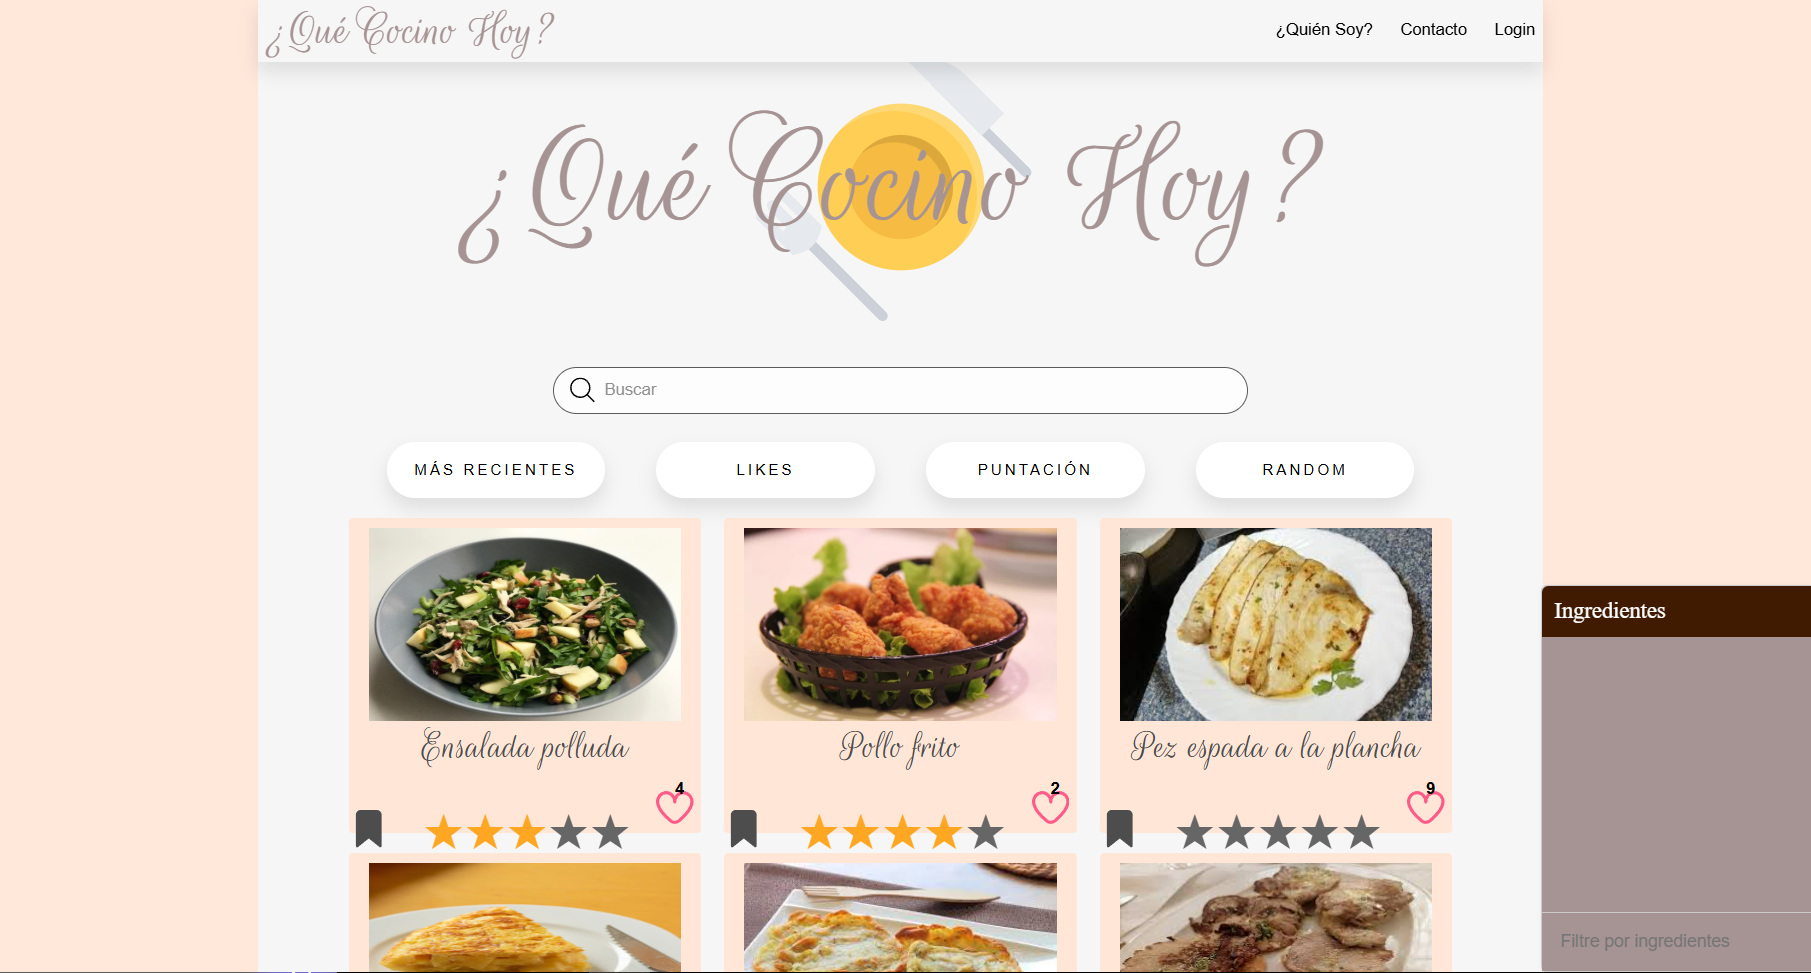 ¿Qué Cocino Hoy?
¿Quién Soy? Contacto Login
¿Qué Cocino Hoy?
Buscar
MÁS RECIENTES LIKES PUNTACIÓN RANDOM
Ensalada polluda Pollo frito Pez espada a la plancha
4 2 9
Ingredientes
Filtre por ingredientes